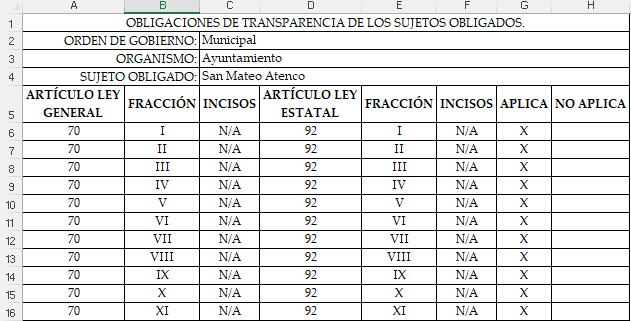 A B C D E F G H
1 OBLIGACIONES DE TRANSPARENCIA DE LOS SUJETOS OBLIGADOS.
2 ORDEN DE GOBIERNO: Municipal
3 ORGANISMO: Ayuntamiento
4 SUJETO OBLIGADO: San Mateo Atenco
5 ARTÍCULO LEY GENERAL FRACCIÓN INCISOS ARTÍCULO LEY ESTATAL FRACCIÓN INCISOS APLICA NO APLICA
6 70 I N/A 92 I N/A X
7 70 II N/A 92 II N/A X
8 70 III N/A 92 III N/A X
9 70 IV N/A 92 IV N/A X
10 70 V N/A 92 V N/A X
11 70 VI N/A 92 VI N/A X
12 70 VII N/A 92 VII N/A X
13 70 VIII N/A 92 VIII N/A X
14 70 IX N/A 92 IX N/A X
15 70 X N/A 92 X N/A X
16 70 XI N/A 92 XI N/A X